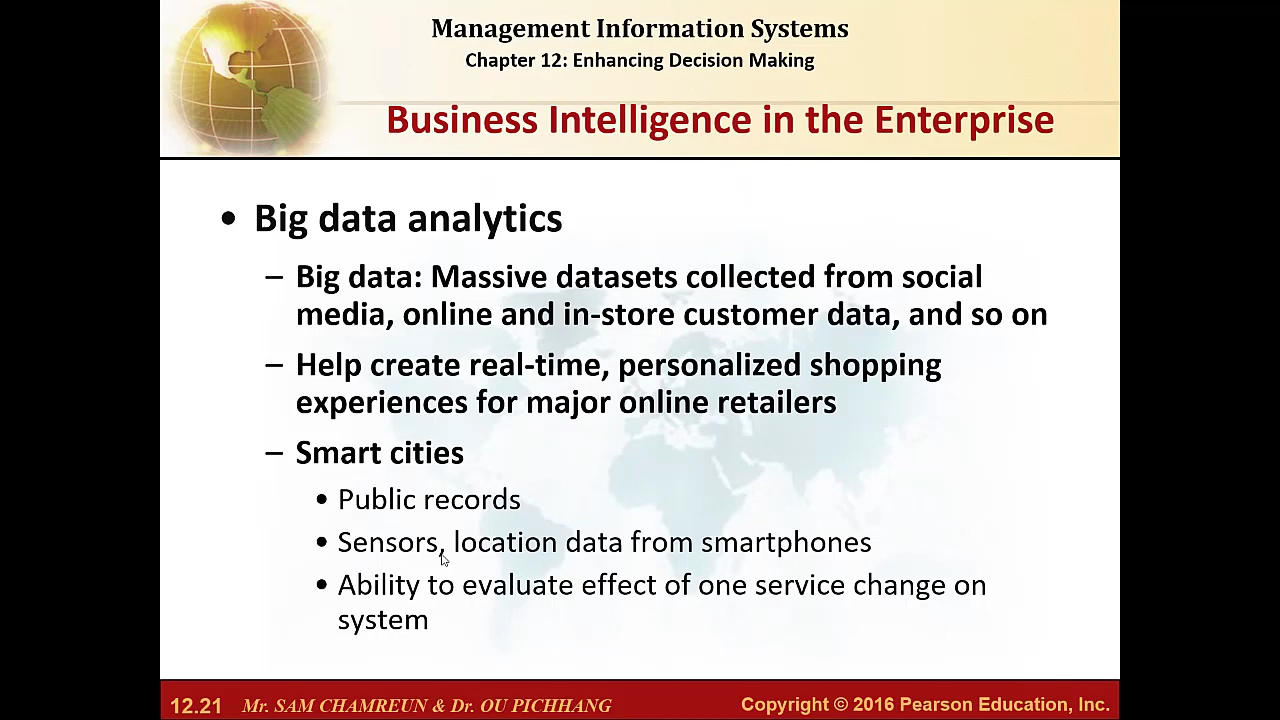 Management Information Systems
Chapter 12: Enhancing Decision Making
Business Intelligence in the Enterprise
• Big data analytics
– Big data: Massive datasets collected from social
media, online and in-store customer data, and so on
– Help create real-time, personalized shopping
experiences for major online retailers
– Smart cities
• Public records
• Sensors, location data from smartphones
• Ability to evaluate effect of one service change on
system
12.21 Mr. SAM CHAMREUN & Dr. OU PICHHANG Copyright © 2016 Pearson Education, Inc.